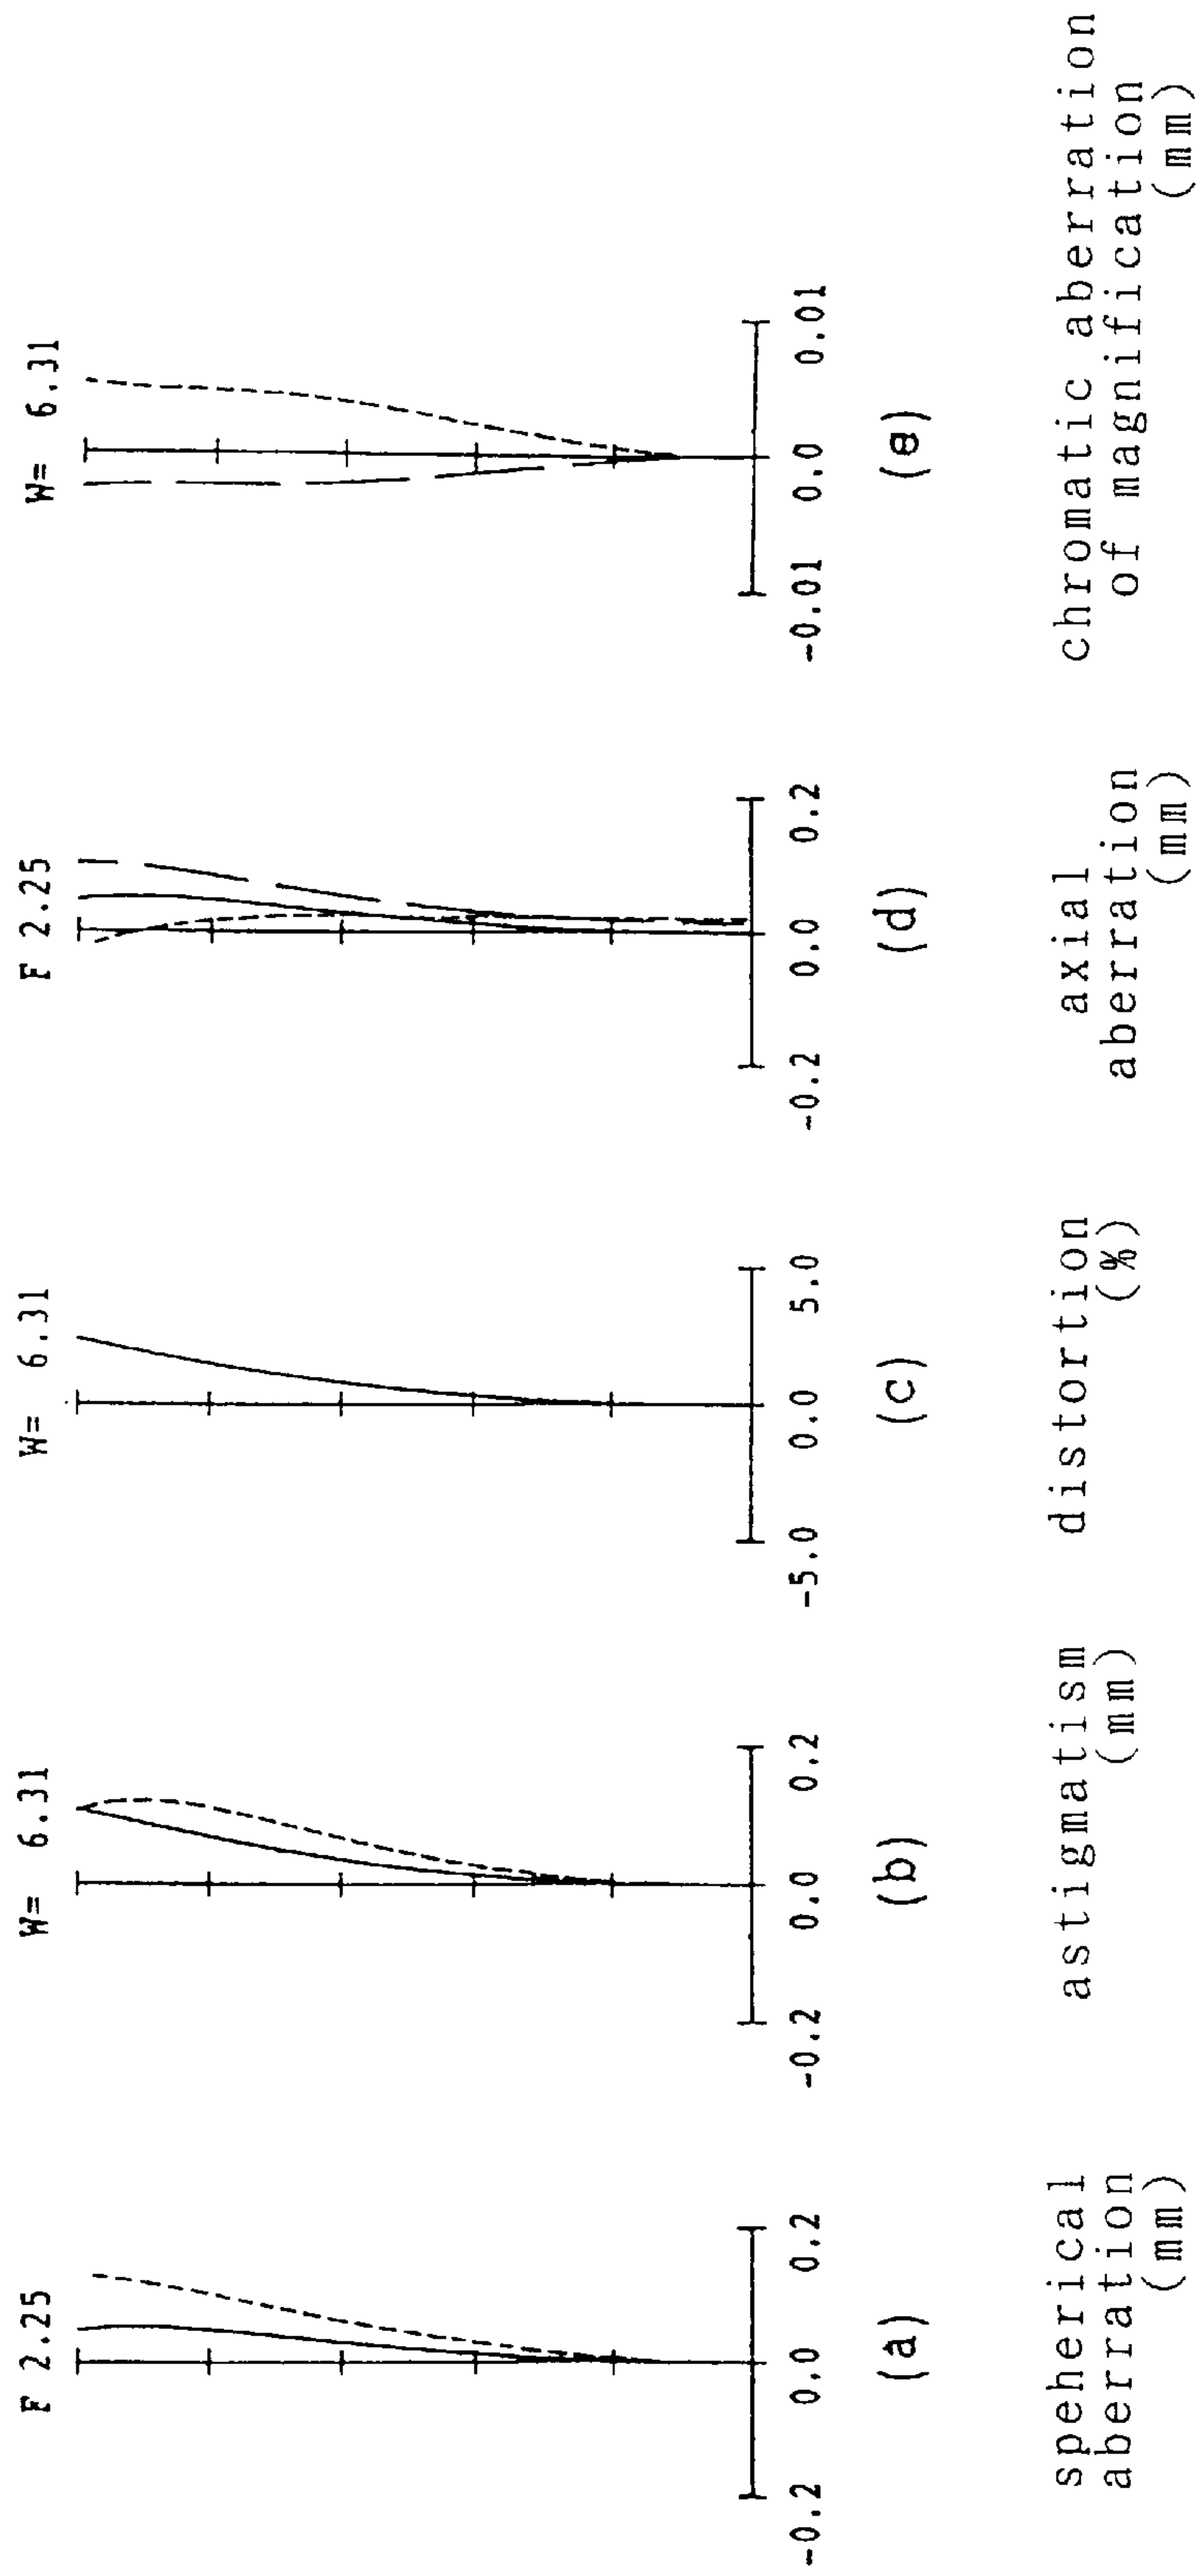 F 2.25
-0.2 0.0 0.2
(a)
speherical
aberration
(mm)
W= 6.31
-0.2 0.0 0.2
(b)
astigmatism
(mm)
W= 6.31
-5.0 0.0 5.0
(c)
distortion
(%)
F 2.25
-0.2 0.0 0.2
(d)
axial
aberration
(mm)
W= 6.31
-0.01 0.0 0.01
(e)
chromatic aberration
of magnification
(mm)